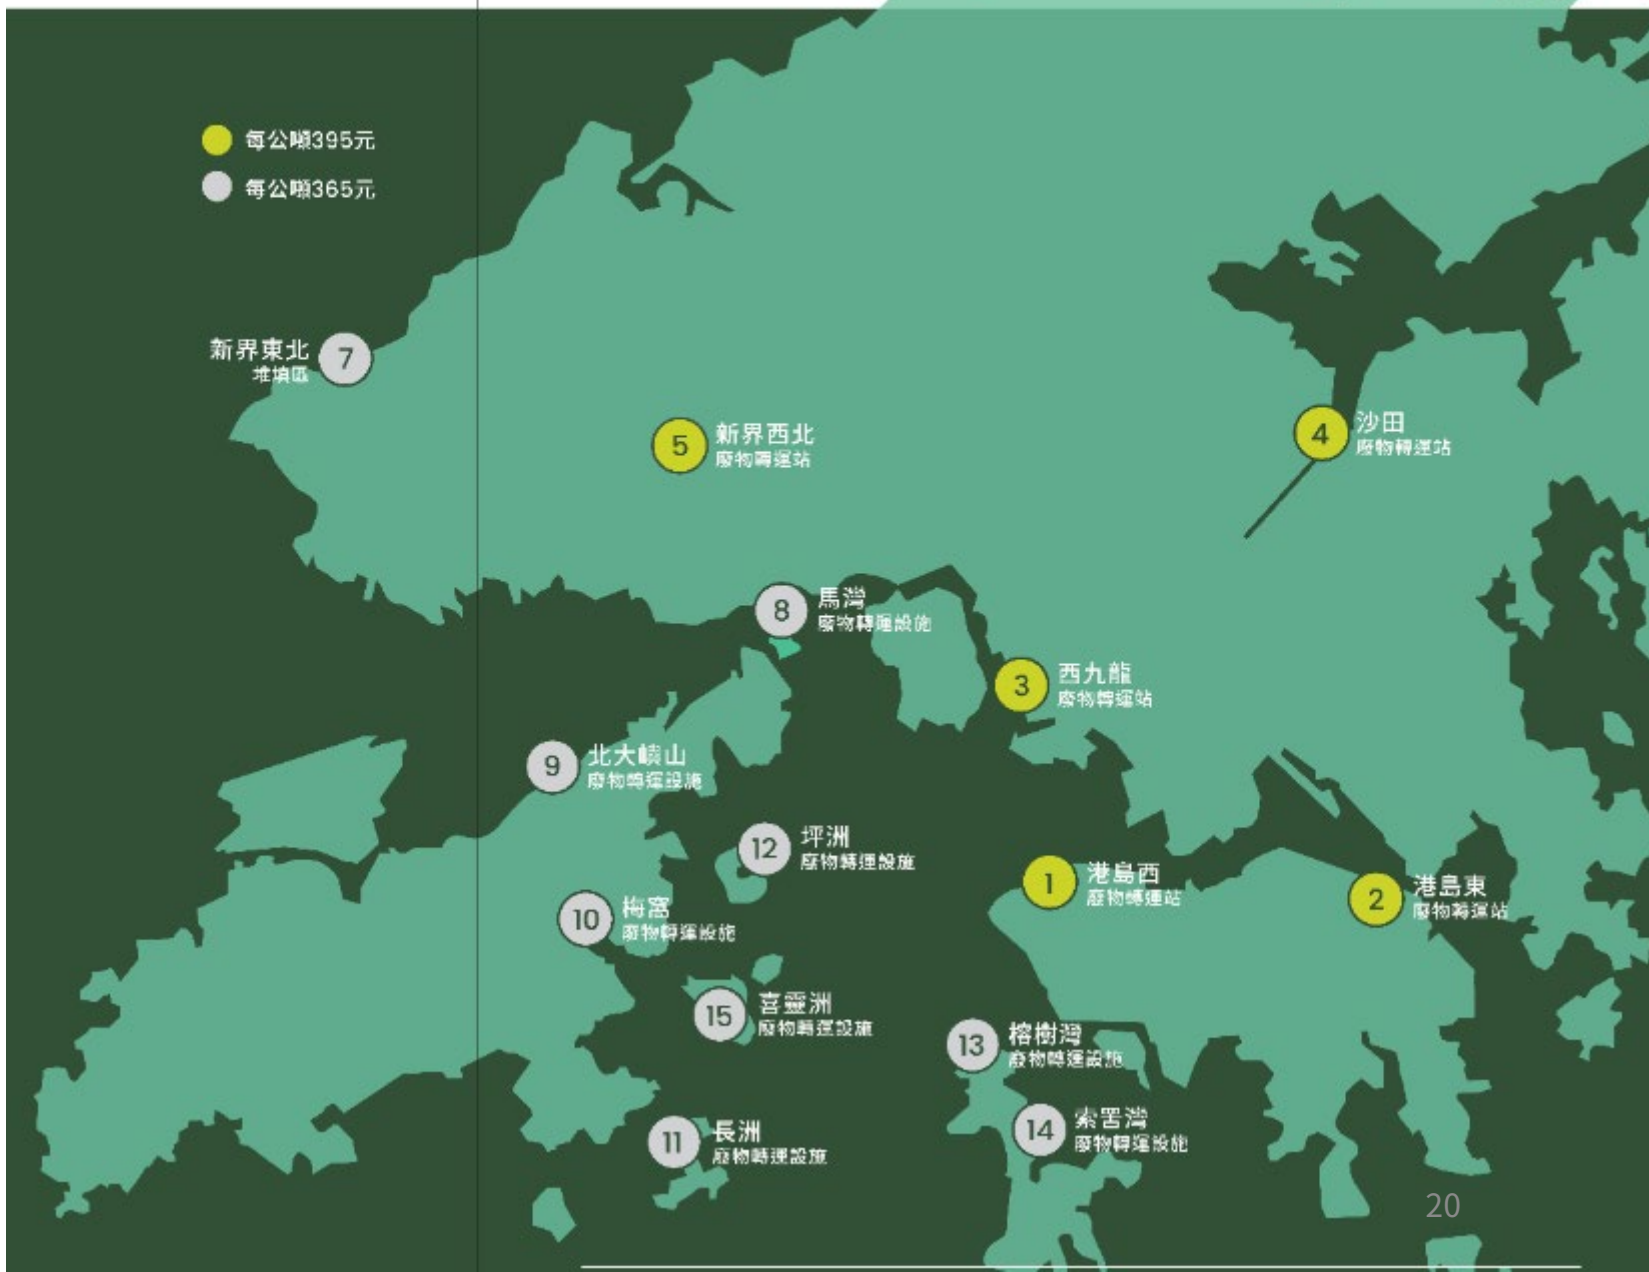 每公噸395元
每公噸365元
新界東北
堆填區
7
5
新界西北
廢物轉運站
4
沙田
廢物轉運站
8
馬灣
廢物轉運設施
3
西九龍
廢物轉運站
9
北大嶼山
廢物轉運設施
12
坪洲
廢物轉運設施
1
港島西
廢物轉運站
2
港島東
廢物轉運站
10
梅窩
廢物轉運設施
15
喜靈洲
廢物轉運設施
13
榕樹灣
廢物轉運設施
11
長洲
廢物轉運設施
14
索罟灣
廢物轉運設施
20